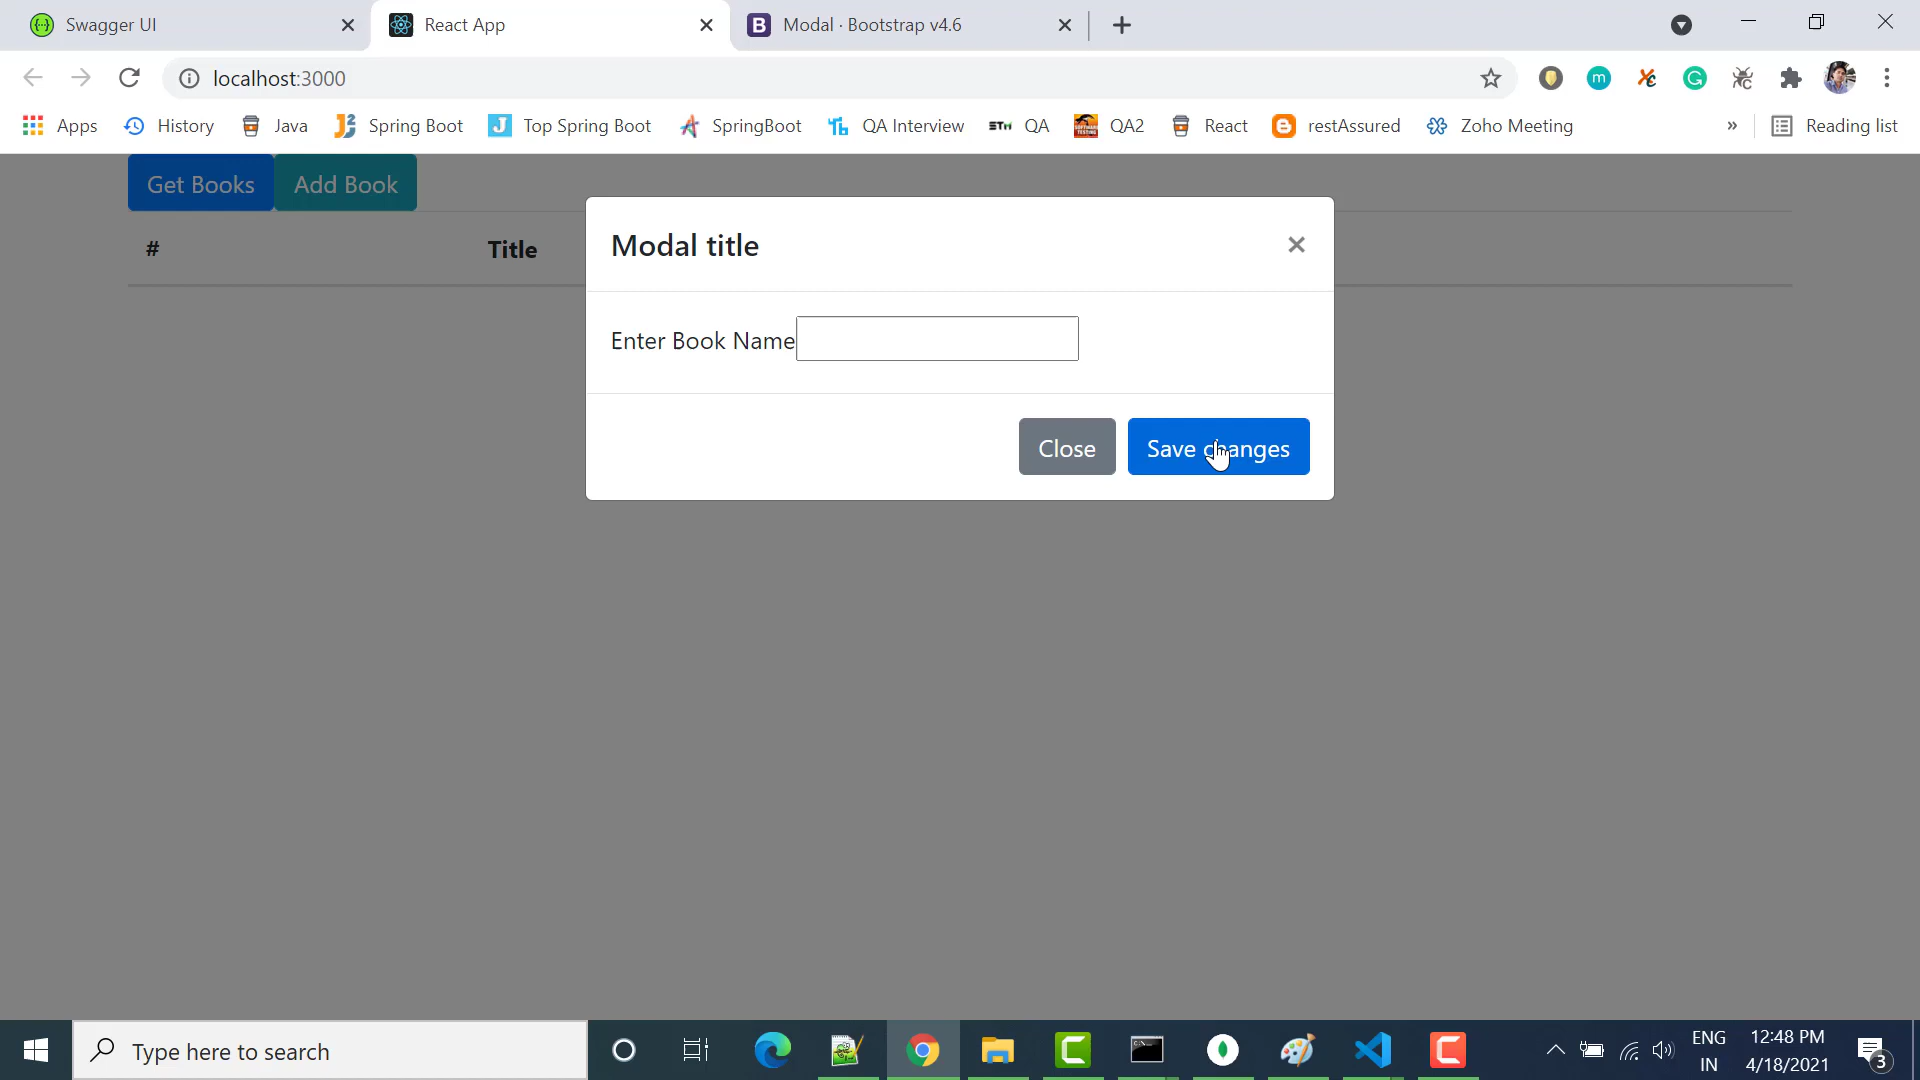 Swagger UI
React App
Modal · Bootstrap v4.6
localhost:3000
Apps
History
Java
Spring Boot
Top Spring Boot
SpringBoot
QA Interview
QA
QA2
React
restAssured
Zoho Meeting
»
Reading list
Get Books
Add Book
#
Title
Modal title
Enter Book Name
Close
Save changes
Type here to search
ENG
IN
12:48 PM
4/18/2021
3